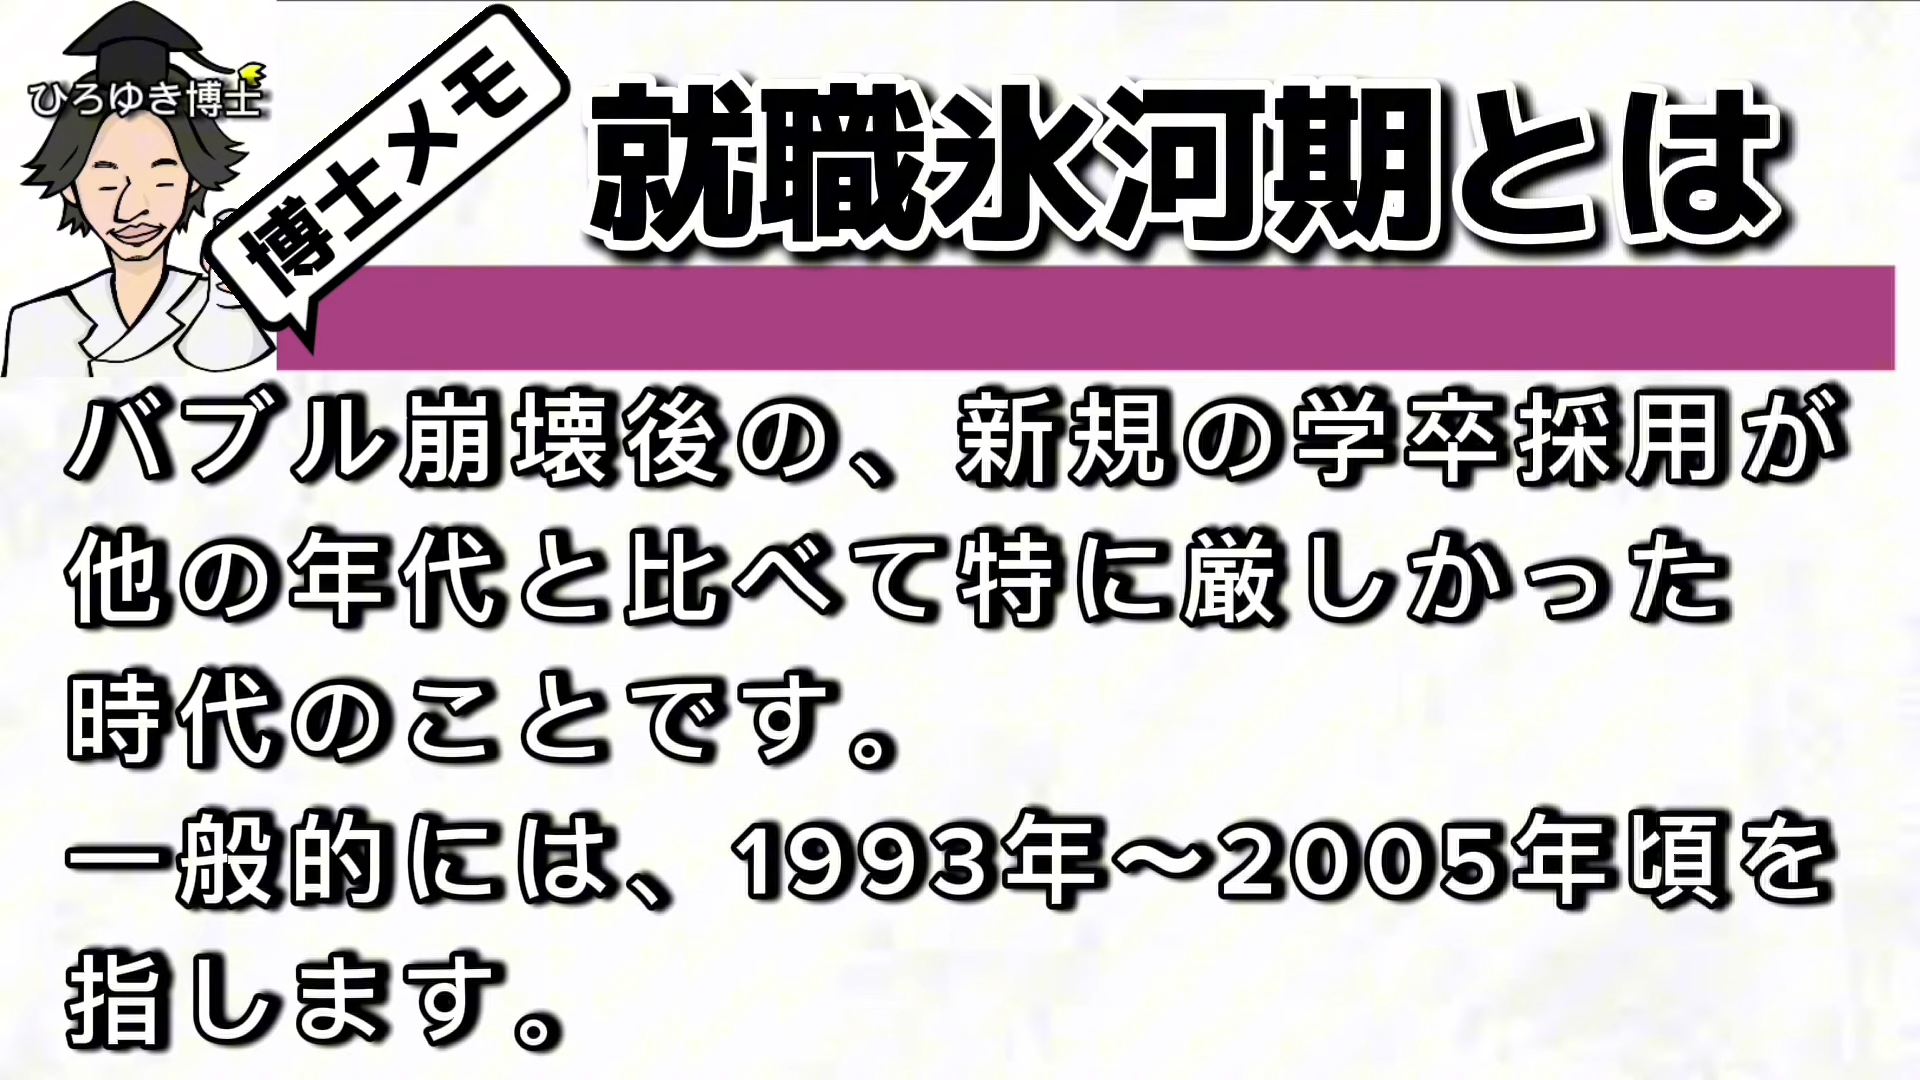 ひろゆき博士
博士メモ
就職氷河期とは
バブル崩壊後の、新規の学卒採用が
他の年代と比べて特に厳しかった
時代のことです。
一般的には、1993年～2005年頃を
指します。